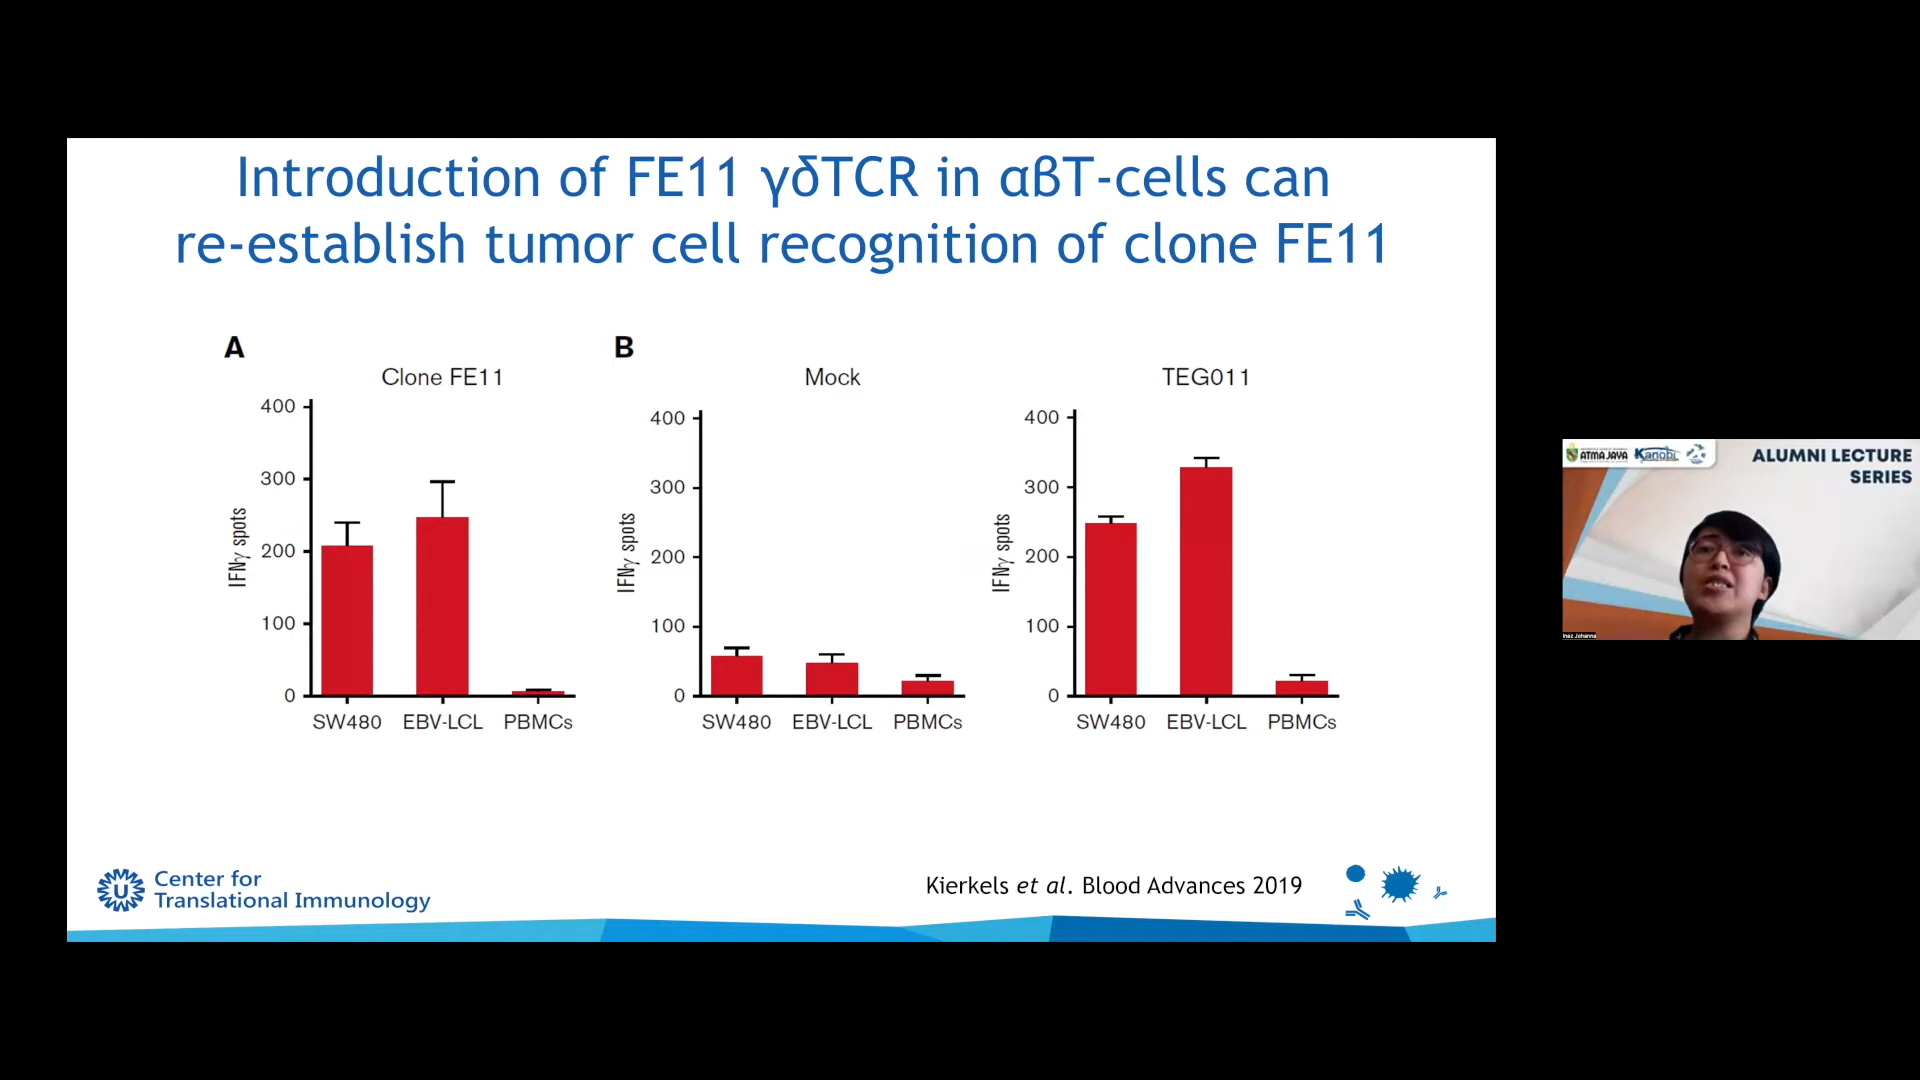 Introduction of FE11 γδTCR in αβT-cells can
re-establish tumor cell recognition of clone FE11
A
Clone FE11
400
300
200
100
0
IFNγ spots
SW480 EBV-LCL PBMCs
B
Mock
400
300
200
100
0
IFNγ spots
SW480 EBV-LCL PBMCs
TEG011
400
300
200
100
0
IFNγ spots
SW480 EBV-LCL PBMCs
U
Center for
Translational Immunology
Kierkels et al. Blood Advances 2019
ATMA JAYA
Kanobi
ALUMNI LECTURE
SERIES
Inez Johanna